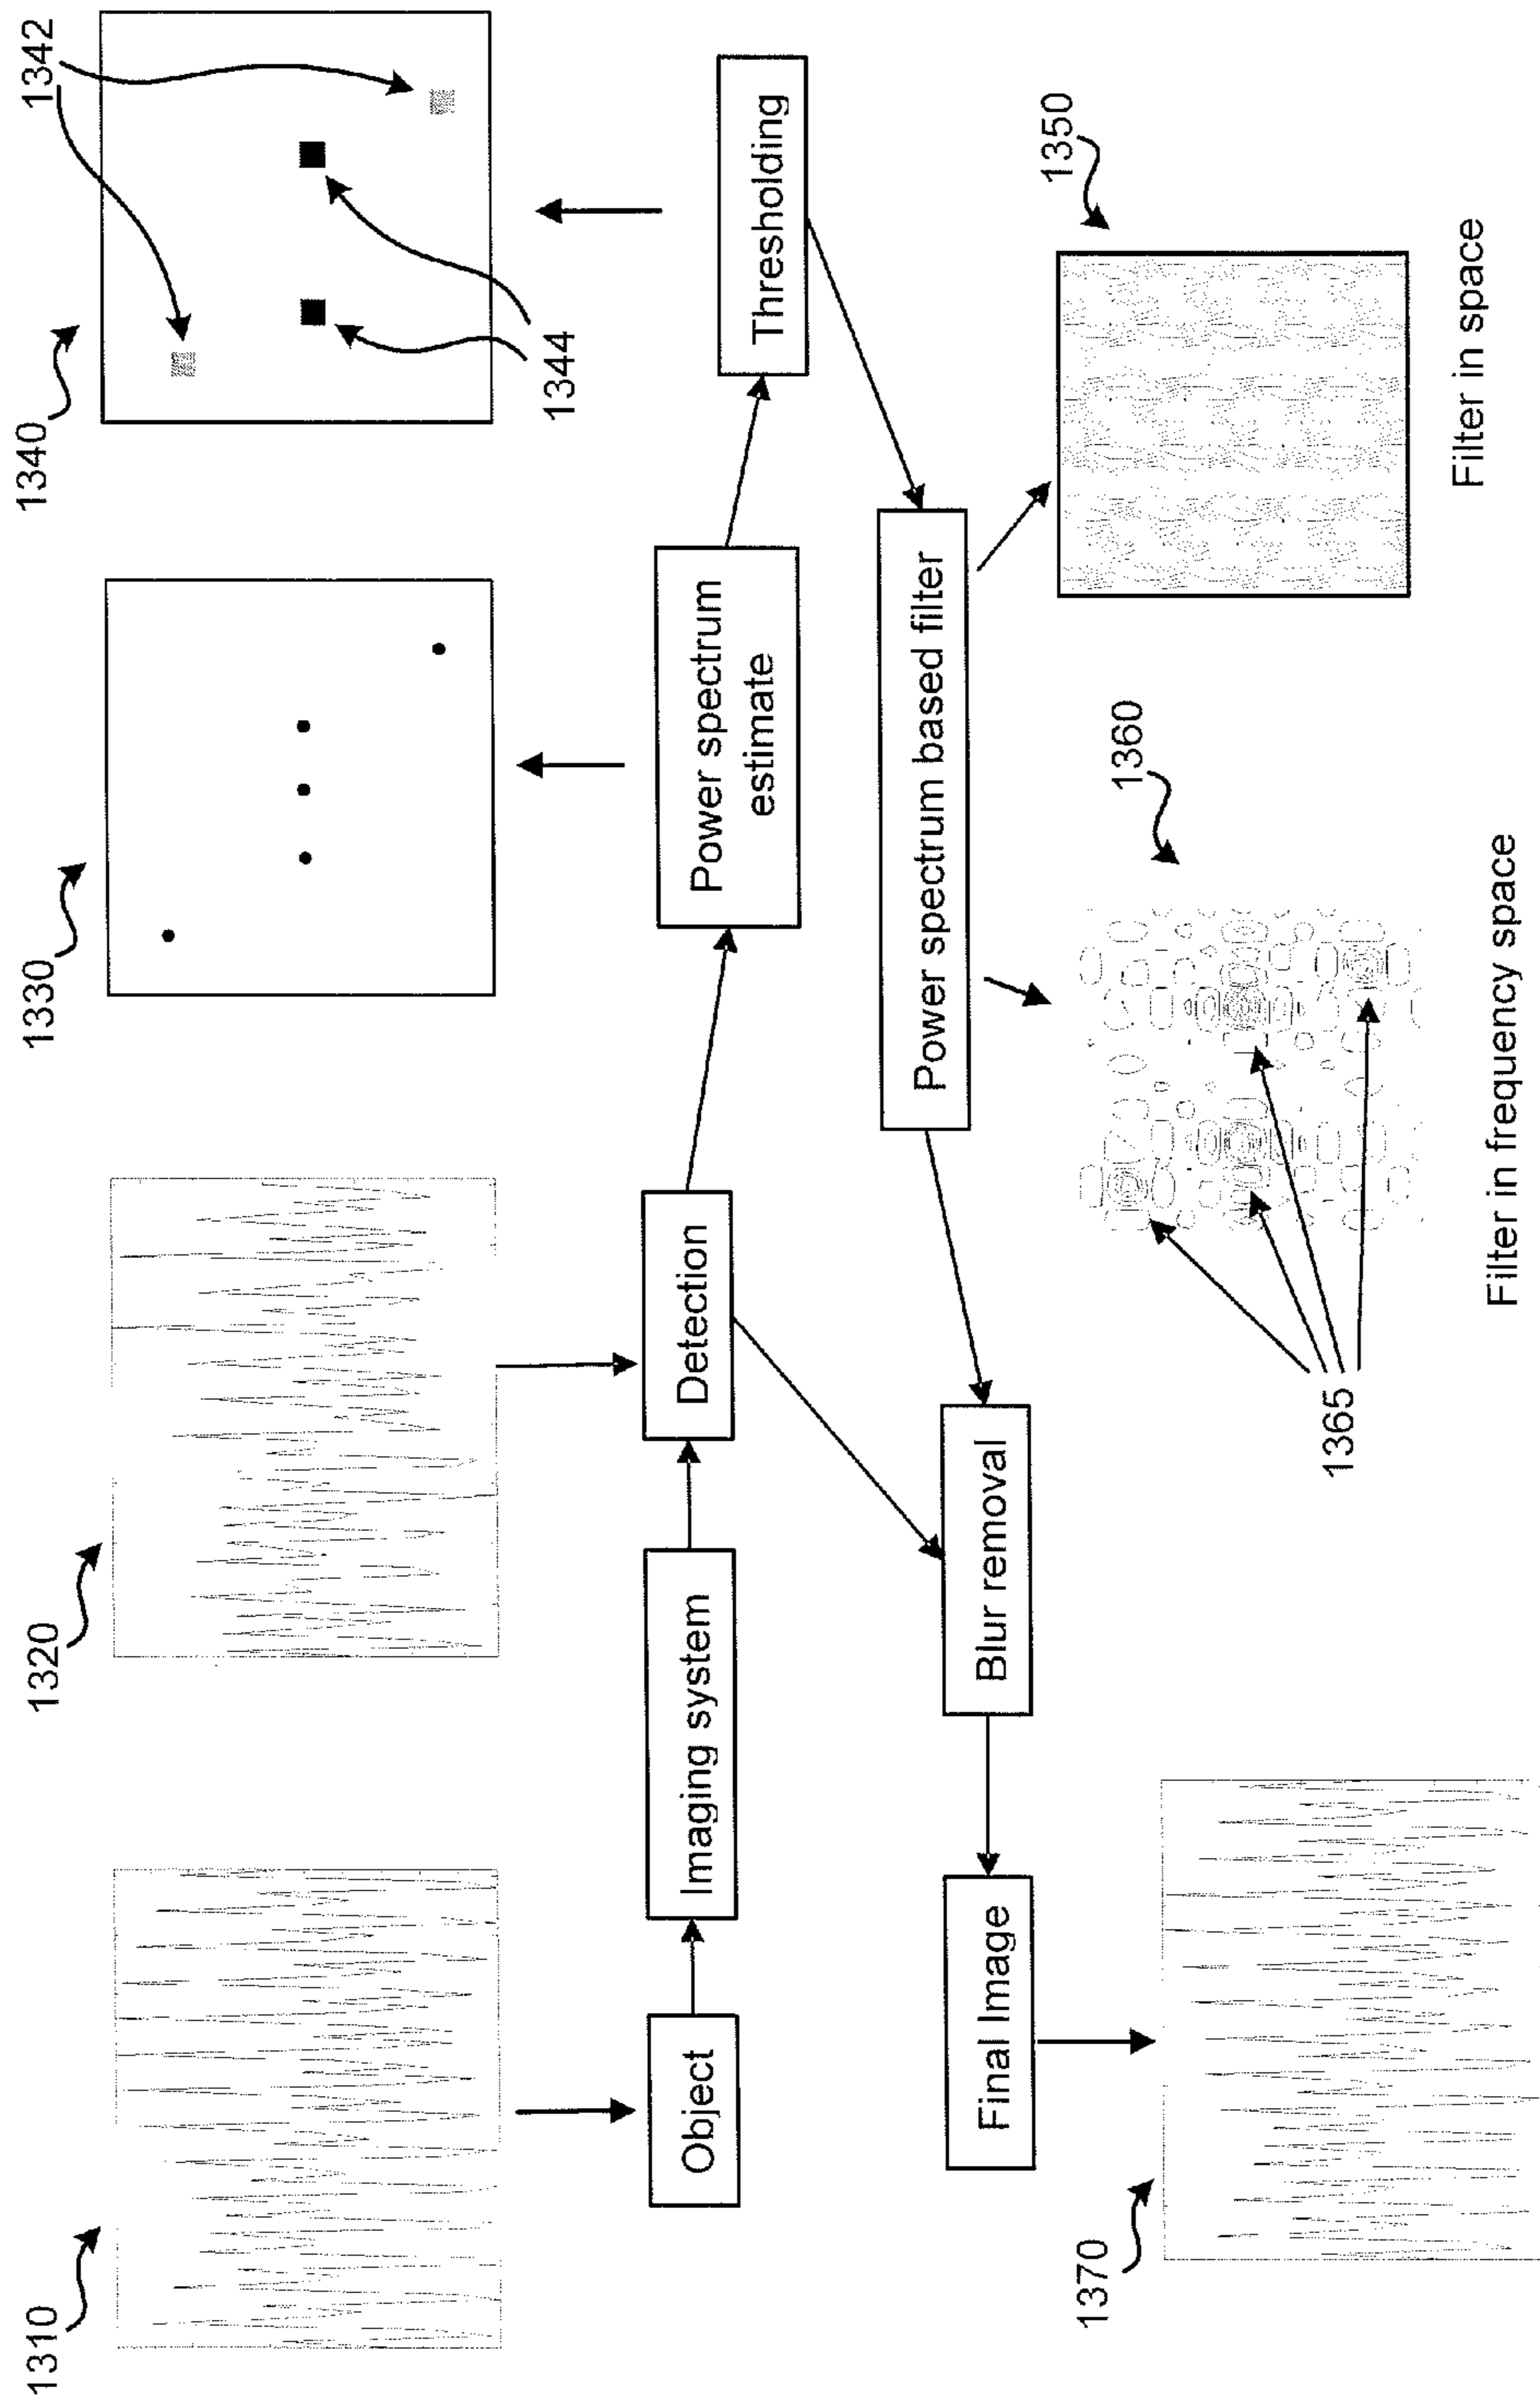 1310
1320
1330
1340
1342
1344
Object
Imaging system
Detection
Power spectrum
estimate
Thresholding
Final Image
Blur removal
Power spectrum based filter
1370
1365
1360
1350
Filter in frequency space
Filter in space